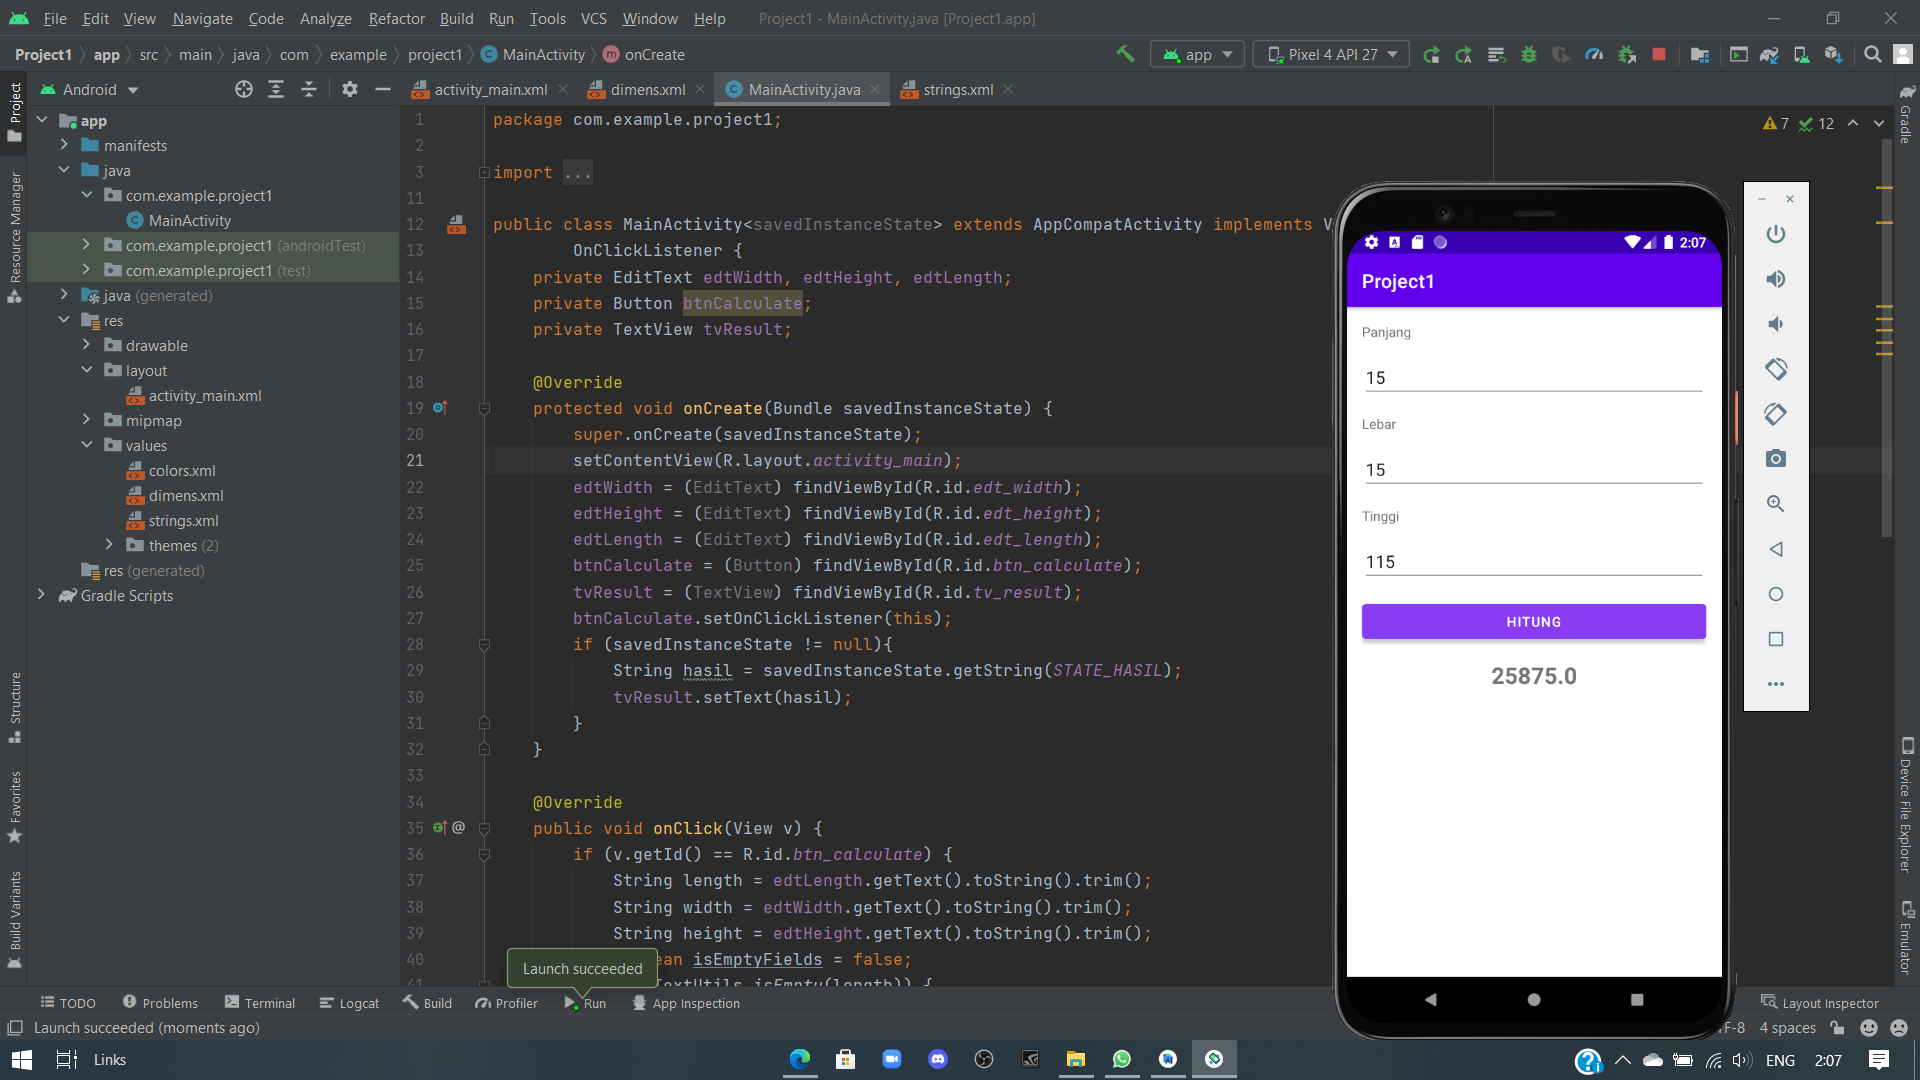 File Edit View Navigate Code Analyze Refactor Build Run Tools VCS Window Help Project1 - MainActivity.java [Project1.app]
Project1 app src main java com example project1 MainActivity onCreate app Pixel 4 API 27
Android activity_main.xml dimens.xml MainActivity.java strings.xml
Project
Resource Manager
Structure
Favorites
Build Variants
app
manifests
java
com.example.project1
MainActivity
com.example.project1 (androidTest)
com.example.project1 (test)
java (generated)
res
drawable
layout
activity_main.xml
mipmap
values
colors.xml
dimens.xml
strings.xml
themes (2)
res (generated)
Gradle Scripts
7 12
1 package com.example.project1;
2
3 import ...
11
12 public class MainActivity<savedInstanceState> extends AppCompatActivity implements V
13 OnClickListener {
14 private EditText edtWidth, edtHeight, edtLength;
15 private Button btnCalculate;
16 private TextView tvResult;
17
18 @Override
19 protected void onCreate(Bundle savedInstanceState) {
20 super.onCreate(savedInstanceState);
21 setContentView(R.layout.activity_main);
22 edtWidth = (EditText) findViewById(R.id.edt_width);
23 edtHeight = (EditText) findViewById(R.id.edt_height);
24 edtLength = (EditText) findViewById(R.id.edt_length);
25 btnCalculate = (Button) findViewById(R.id.btn_calculate);
26 tvResult = (TextView) findViewById(R.id.tv_result);
27 btnCalculate.setOnClickListener(this);
28 if (savedInstanceState != null){
29 String hasil = savedInstanceState.getString(STATE_HASIL);
30 tvResult.setText(hasil);
31 }
32 }
33
34 @Override
35 @ public void onClick(View v) {
36 if (v.getId() == R.id.btn_calculate) {
37 String length = edtLength.getText().toString().trim();
38 String width = edtWidth.getText().toString().trim();
39 String height = edtHeight.getText().toString().trim();
40 ean isEmptyFields = false;
41 TextUtils.isEmpty(length)) {
Launch succeeded
2:07
Project1
Panjang
15
Lebar
15
Tinggi
115
HITUNG
25875.0
Gradle
Device File Explorer
Emulator
TODO Problems Terminal Logcat Build Profiler Run App Inspection Layout Inspector
Launch succeeded (moments ago) TF-8 4 spaces
Links ENG 2:07